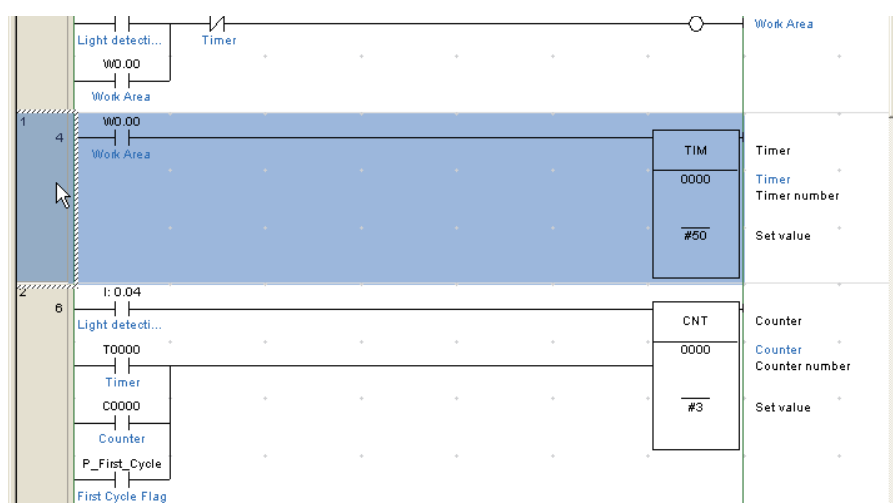 Work Area
Light detecti...
Timer
W0.00
Work Area
1
W0.00
4
Work Area
TIM
Timer
0000
Timer
Timer number
#50
Set value
2
I: 0.04
6
Light detecti...
CNT
Counter
T0000
0000
Counter
Timer
Counter number
C0000
#3
Set value
Counter
P_First_Cycle
First Cycle Flag